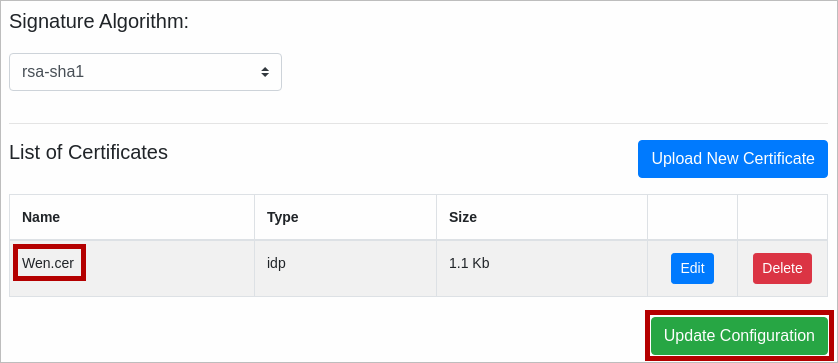 Signature Algorithm:
rsa-sha1
List of Certificates
Upload New Certificate
Name Type Size
Wen.cer idp 1.1 Kb Edit Delete
Update Configuration